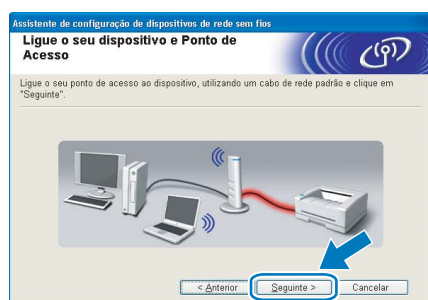 Assistente de configuração de dispositivos de rede sem fios
Ligue o seu dispositivo e Ponto de
Acesso
Ligue o seu ponto de acesso ao dispositivo, utilizando um cabo de rede padrão e clique em
"Seguinte".
< Anterior Seguinte > Cancelar